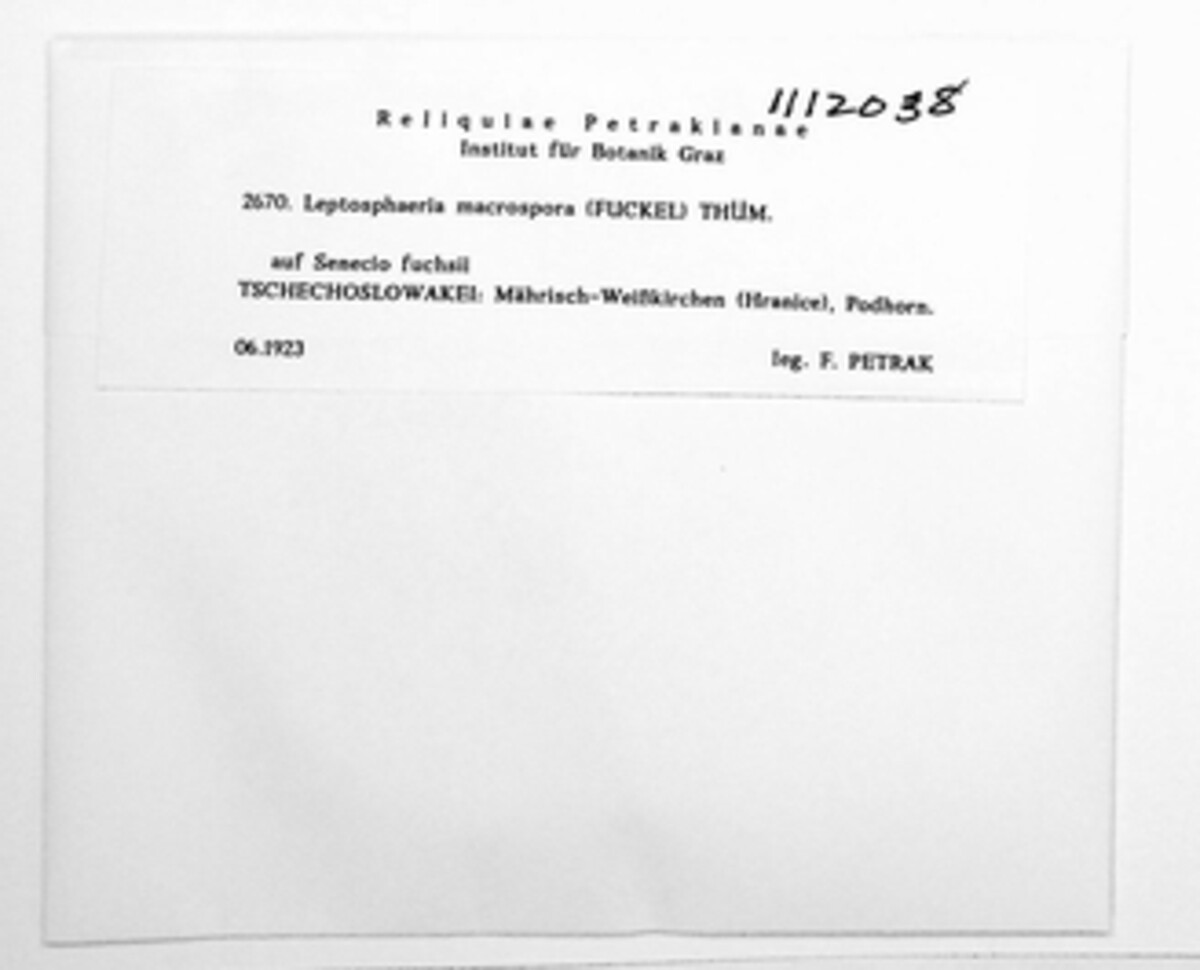 1112038
Reliquiae Petrakianae
Institut für Botanik Graz
2670. Leptosphaeria macrospora (FUCKEL) THÜM.
auf Senecio fuchsii
TSCHECHOSLOWAKEI: Mährisch-Weißkirchen (Hranice), Podhorn.
06.1923
leg. F. PETRAK